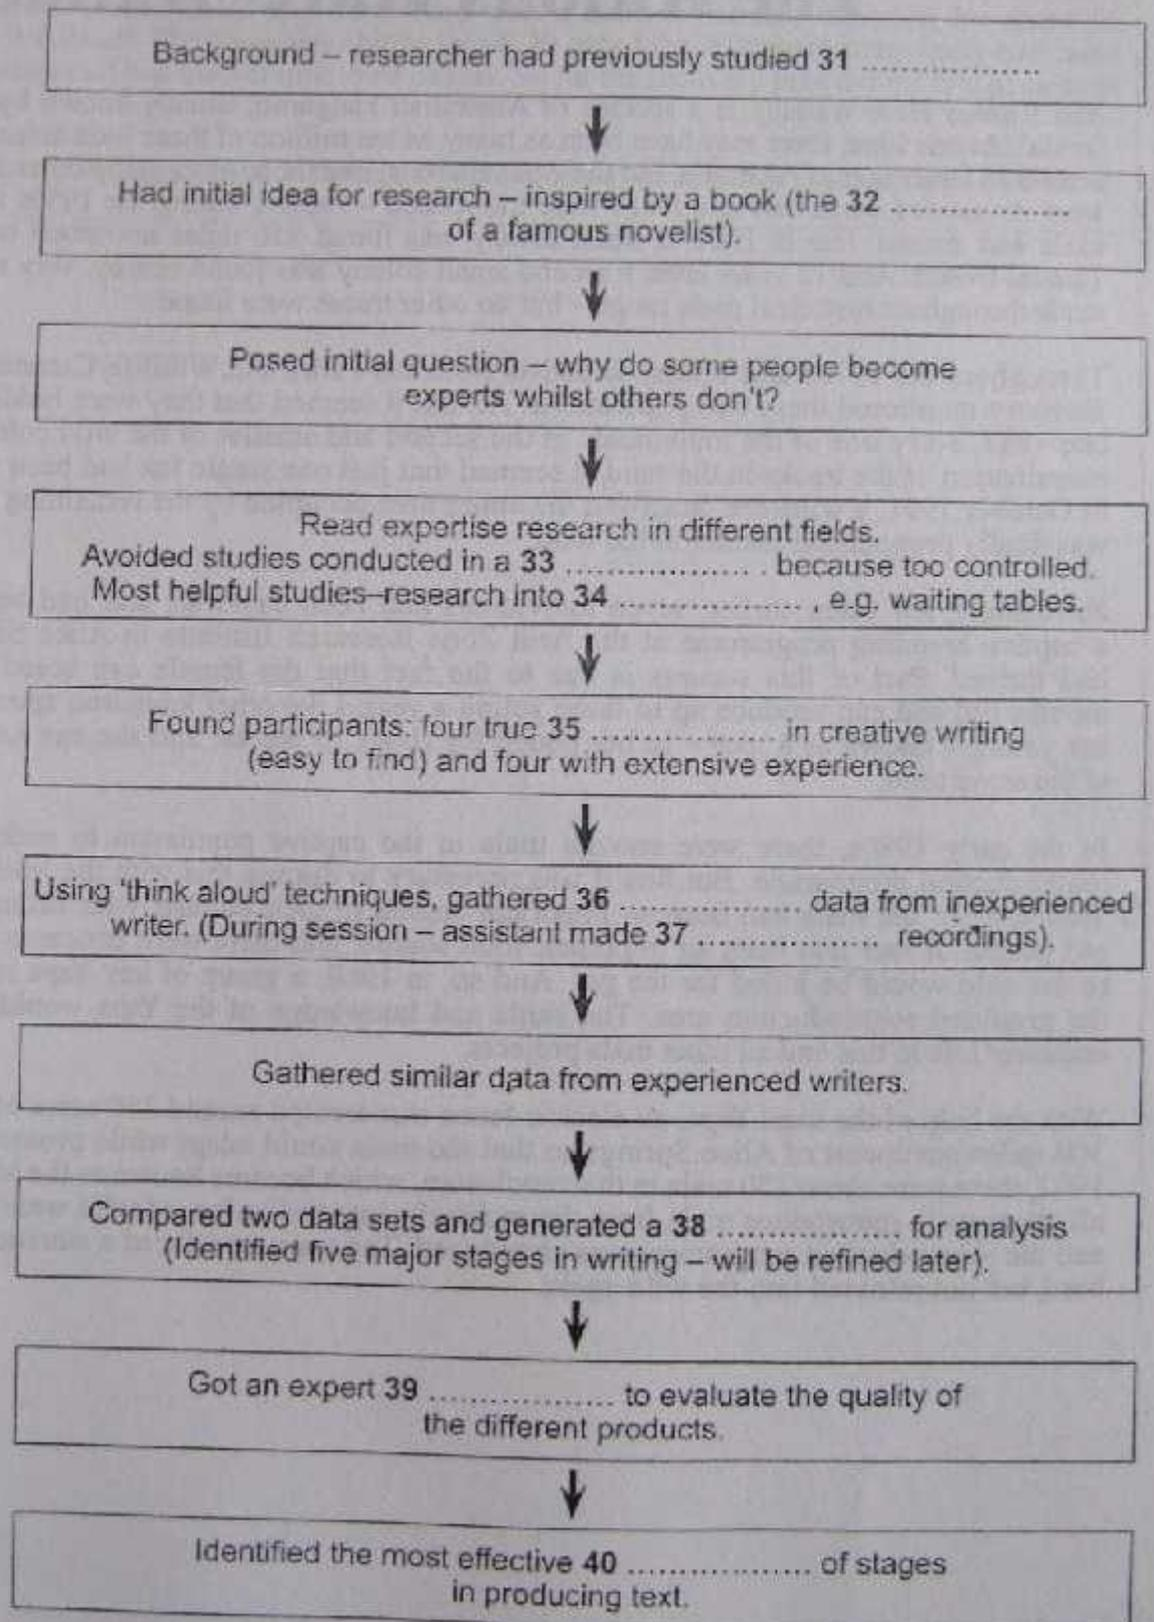 Background – researcher had previously studied 31 ..................
Had initial idea for research – inspired by a book (the 32 ..................
of a famous novelist).
Posed initial question – why do some people become
experts whilst others don't?
Read expertise research in different fields.
Avoided studies conducted in a 33 .................... because too controlled.
Most helpful studies–research into 34 .................. , e.g. waiting tables.
Found participants: four true 35 .................. in creative writing
(easy to find) and four with extensive experience.
Using 'think aloud' techniques, gathered 36 .................. data from inexperienced
writer. (During session – assistant made 37 .................. recordings).
Gathered similar data from experienced writers.
Compared two data sets and generated a 38 .................. for analysis
(Identified five major stages in writing – will be refined later).
Got an expert 39 .................. to evaluate the quality of
the different products.
Identified the most effective 40 .................. of stages
in producing text.